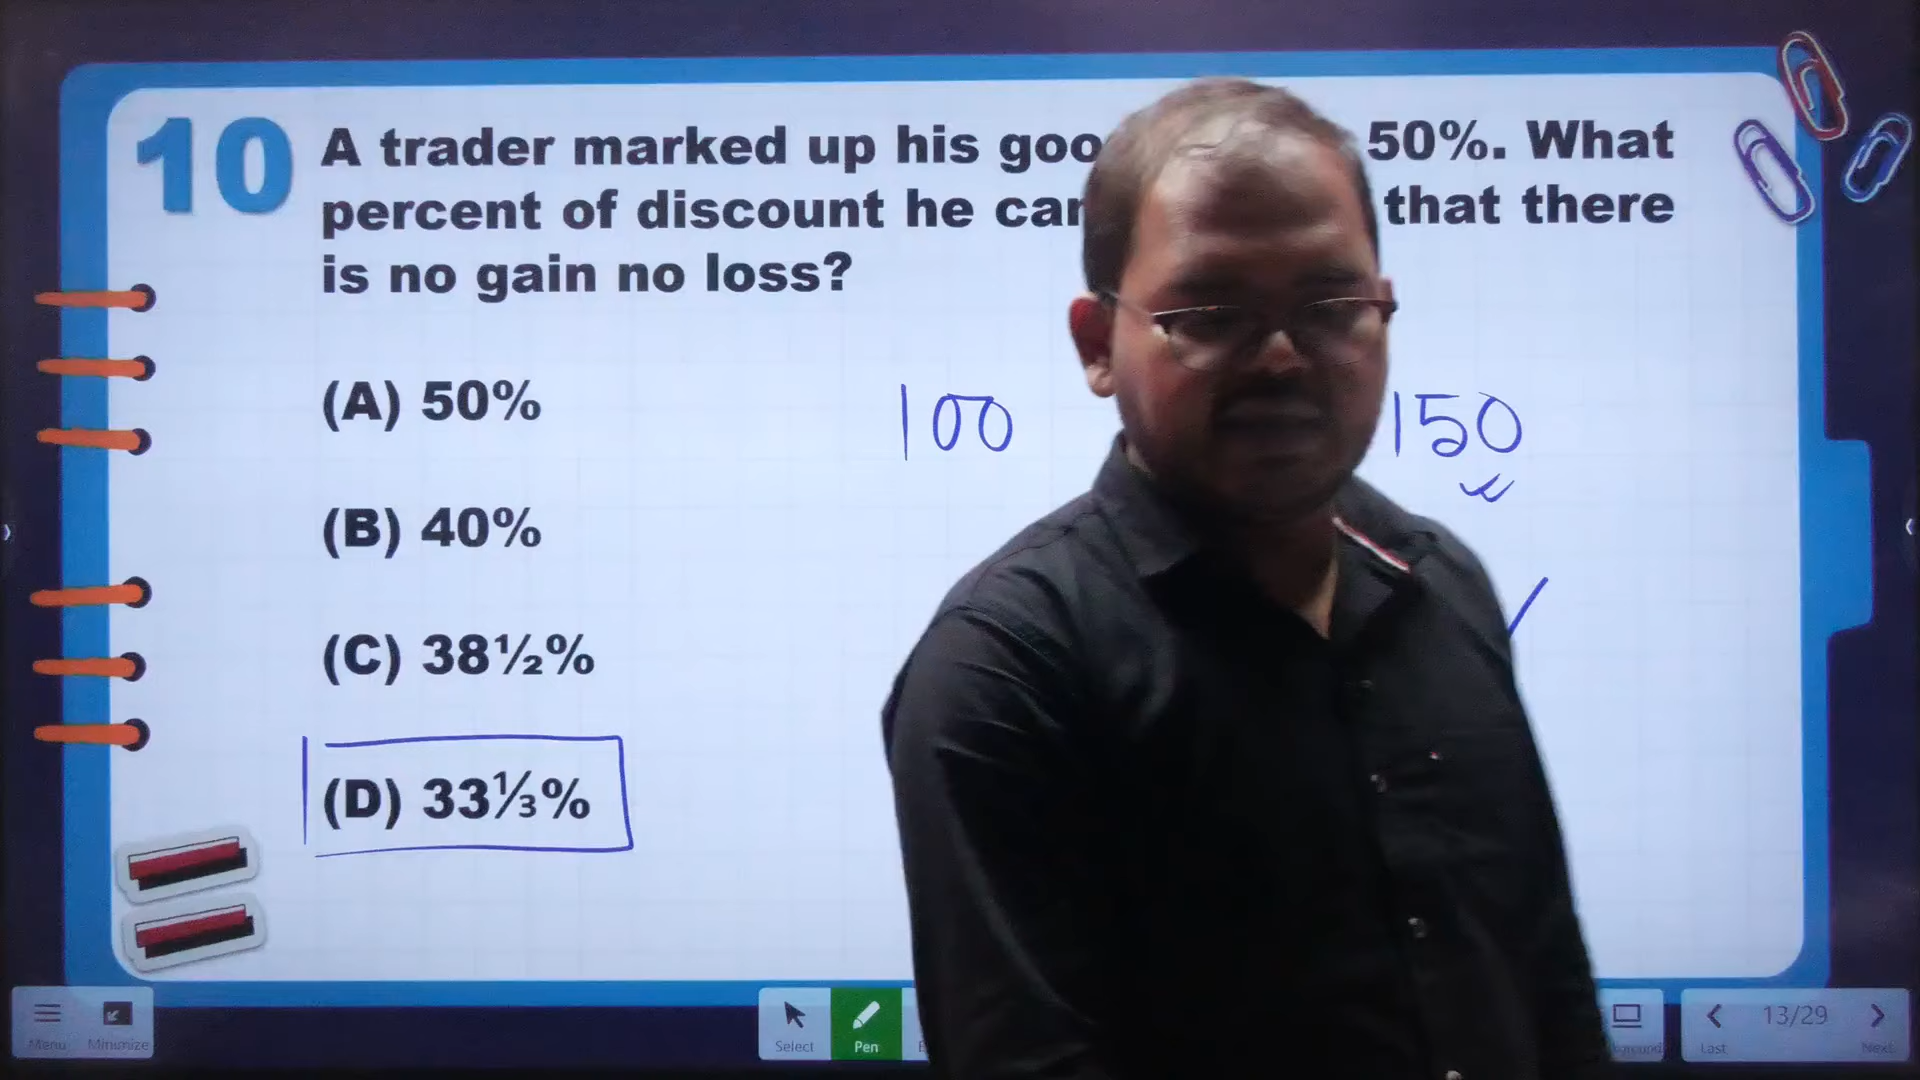 10
A trader marked up his goo 50%. What
percent of discount he can that there
is no gain no loss?
(A) 50%
(B) 40%
(C) 38½%
(D) 33⅓%
100 150
Menu Minimize
Select Pen
Last 13/29 Next